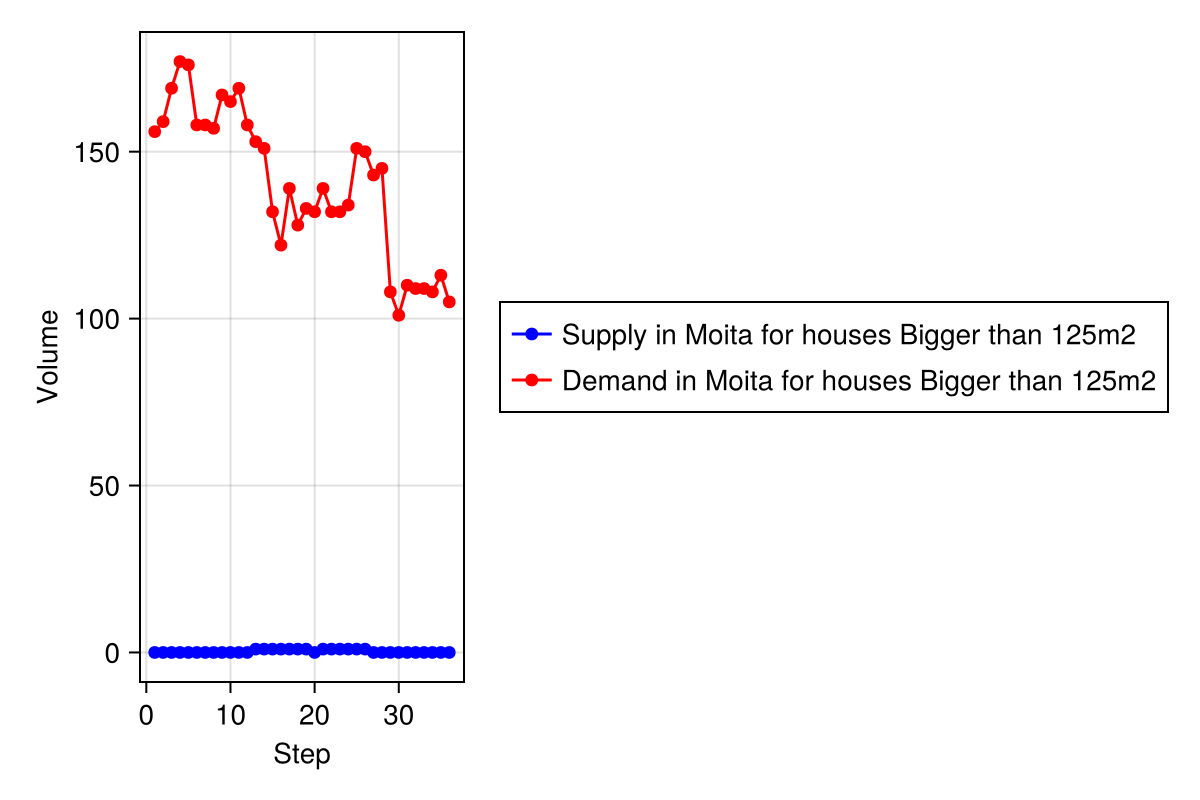 150
100
50
0
Volume
0 10 20 30
Step
Supply in Moita for houses Bigger than 125m2
Demand in Moita for houses Bigger than 125m2